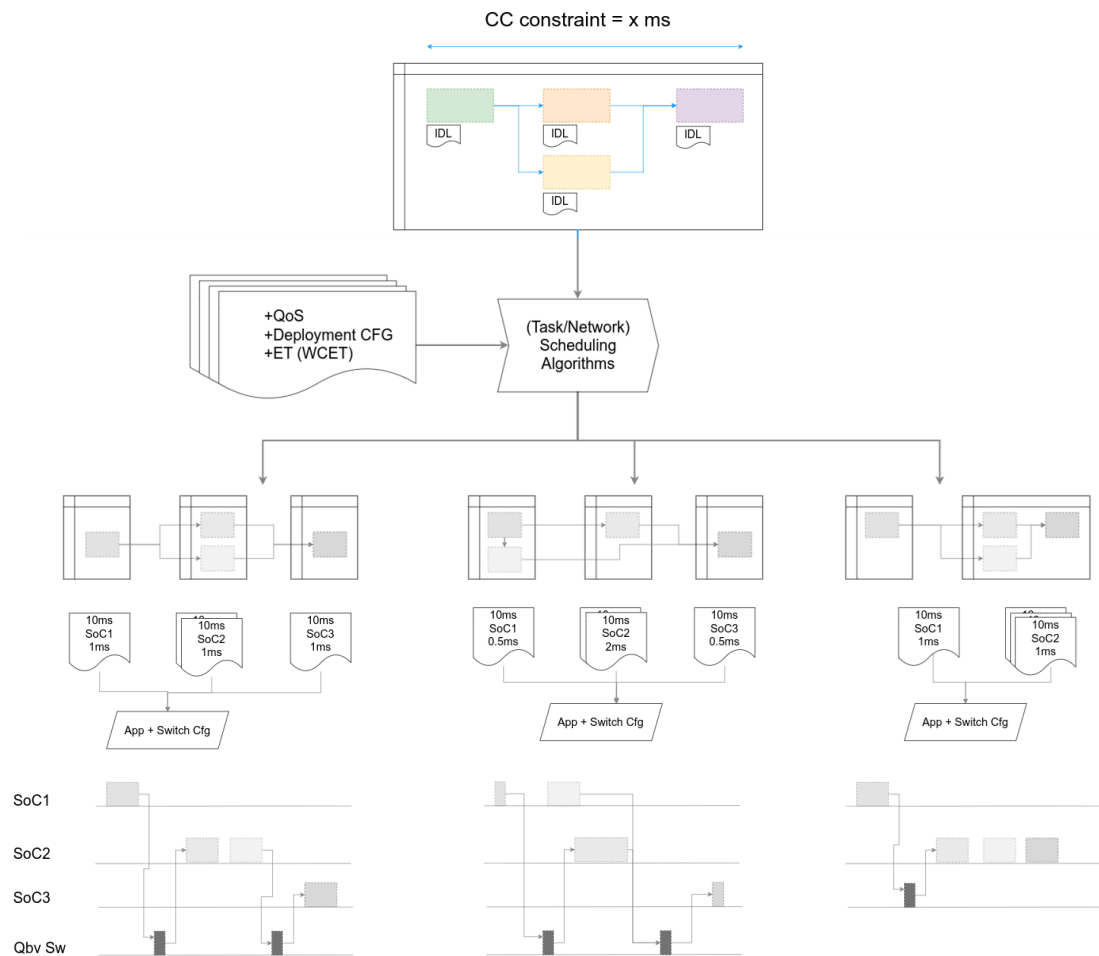 CC constraint = x ms
IDL
IDL
IDL
IDL
+QoS
+Deployment CFG
+ET (WCET)
(Task/Network)
Scheduling
Algorithms
10ms
SoC1
1ms
10ms
SoC2
1ms
10ms
SoC3
1ms
App + Switch Cfg
10ms
SoC1
0.5ms
10ms
SoC2
2ms
10ms
SoC3
0.5ms
App + Switch Cfg
10ms
SoC1
1ms
10ms
SoC2
1ms
App + Switch Cfg
SoC1
SoC2
SoC3
Qbv Sw